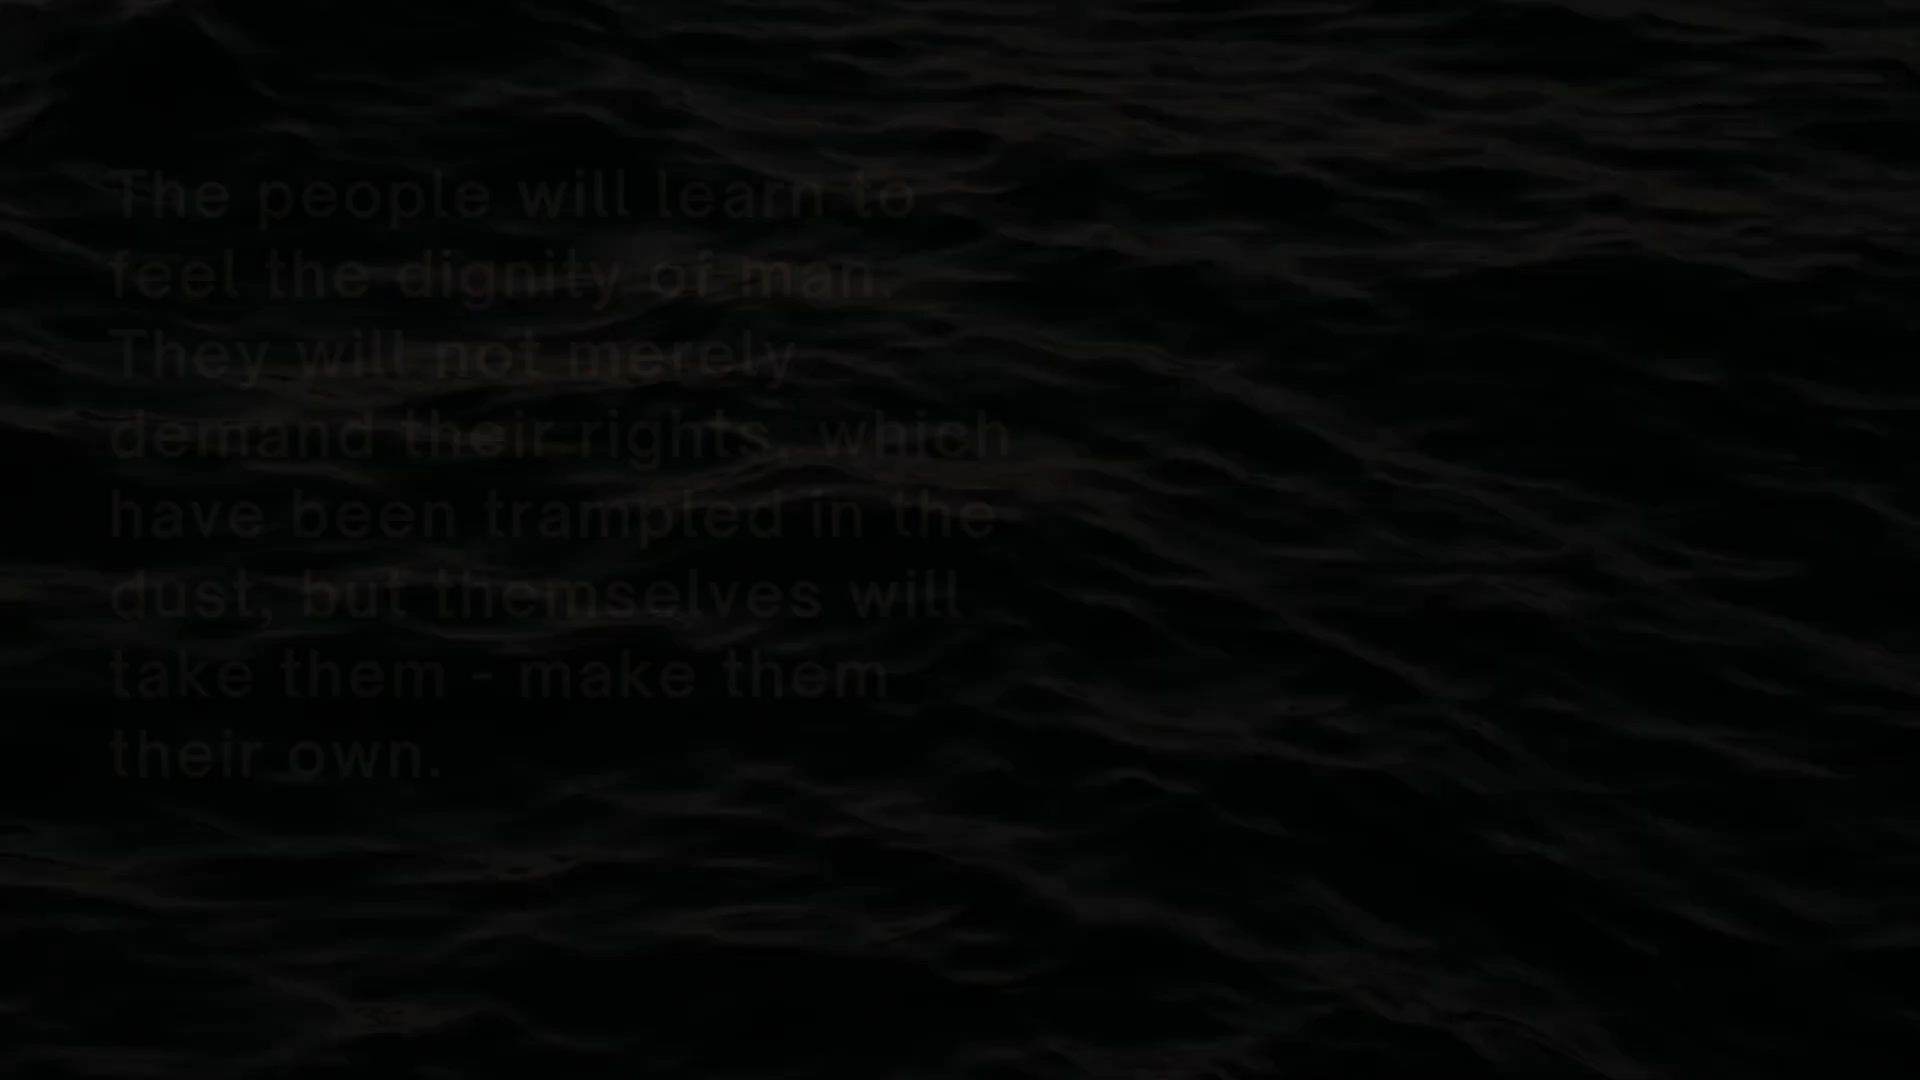 The people will learn to
feel the dignity of man.
They will not merely
demand their rights, which
have been trampled in the
dust, but themselves will
take them - make them
their own.